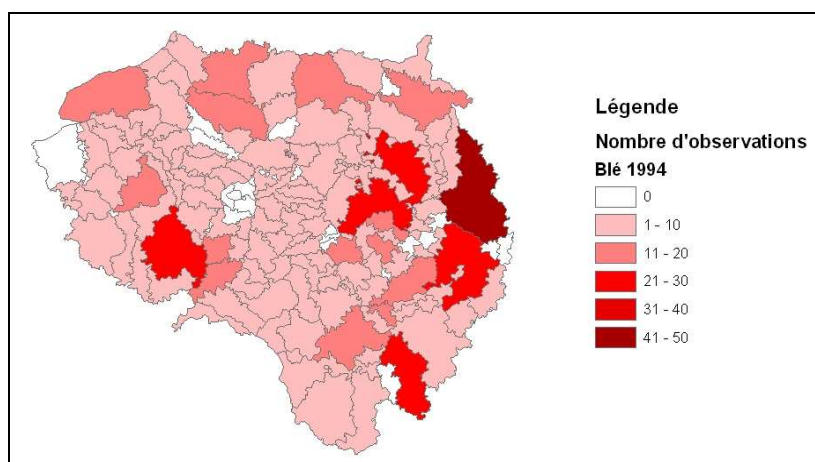 Légende
Nombre d'observations
Blé 1994
0
1 - 10
11 - 20
21 - 30
31 - 40
41 - 50